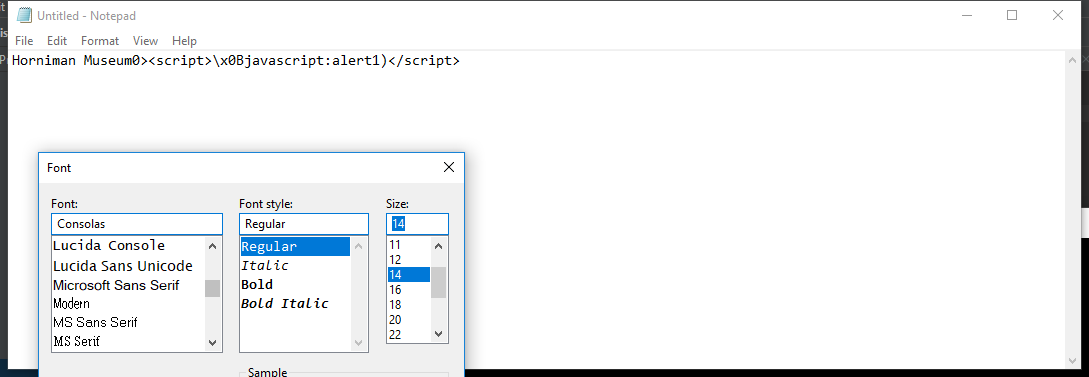 Untitled - Notepad
File Edit Format View Help
Horniman Museum0><script>\x0Bjavascript:alert1)</script>
Font
Font: Font style: Size:
Consolas Regular 14
Lucida Console Regular 11
Lucida Sans Unicode Italic 12
Microsoft Sans Serif Bold 14
Modern Bold Italic 16
MS Sans Serif 18
MS Serif 20
22
Sample